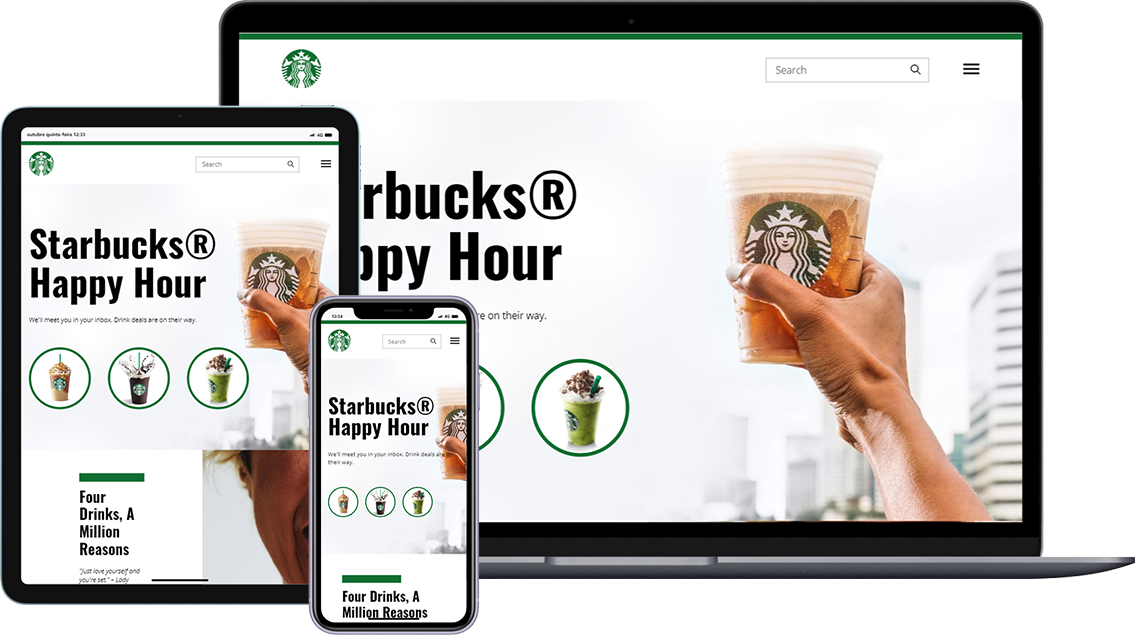 Search
rbucks®
ppy Hour
re on their way.
outubro quinta-feira 12:33
4G
Search
Starbucks®
Happy Hour
We'll meet you in your inbox. Drink deals are on their way.
Four
Drinks, A
Million
Reasons
"Just love yourself and
you're set." – Lady
12:04
4G
Search
Starbucks®
Happy Hour
We'll meet you in your inbox. Drink deals are on
their way.
Four Drinks, A
Million Reasons